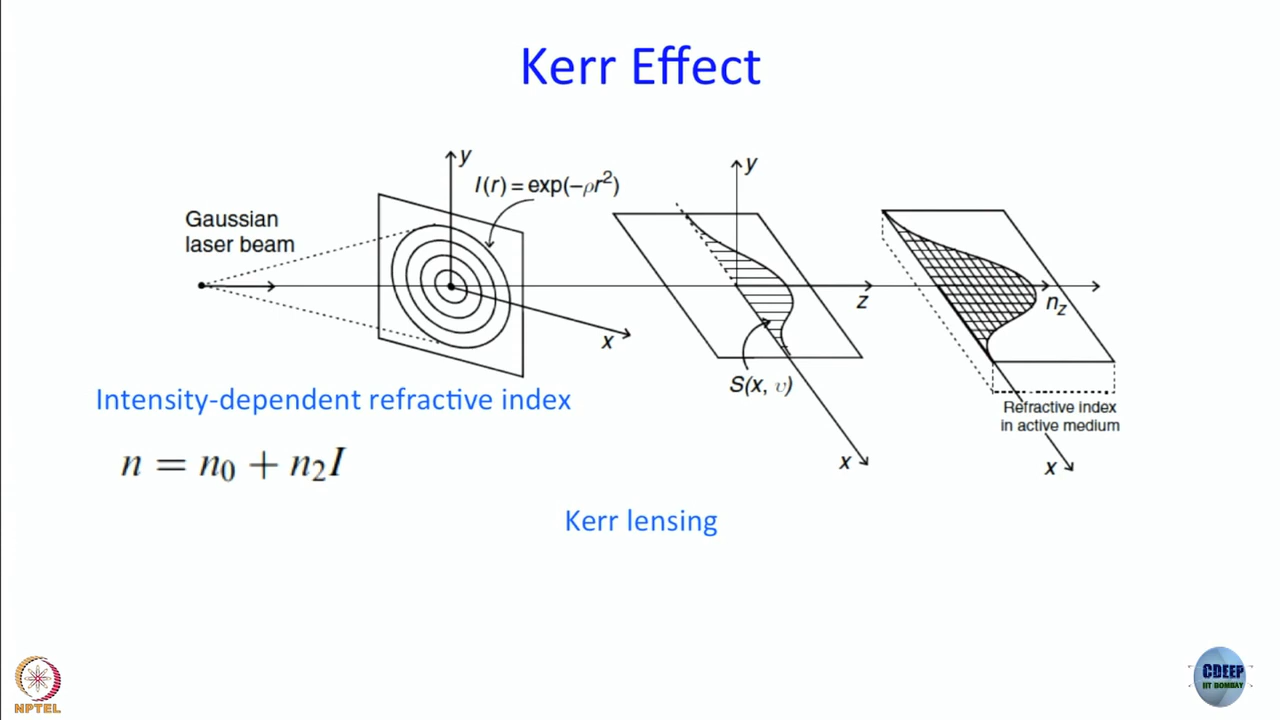 Kerr Effect
y
I(r) = exp(−ρr²)
Gaussian
laser beam
x
y
z
S(x, υ)
x
n_z
Refractive index
in active medium
x
Intensity-dependent refractive index
n = n₀ + n₂I
Kerr lensing
NPTEL
CDEEP
IIT BOMBAY